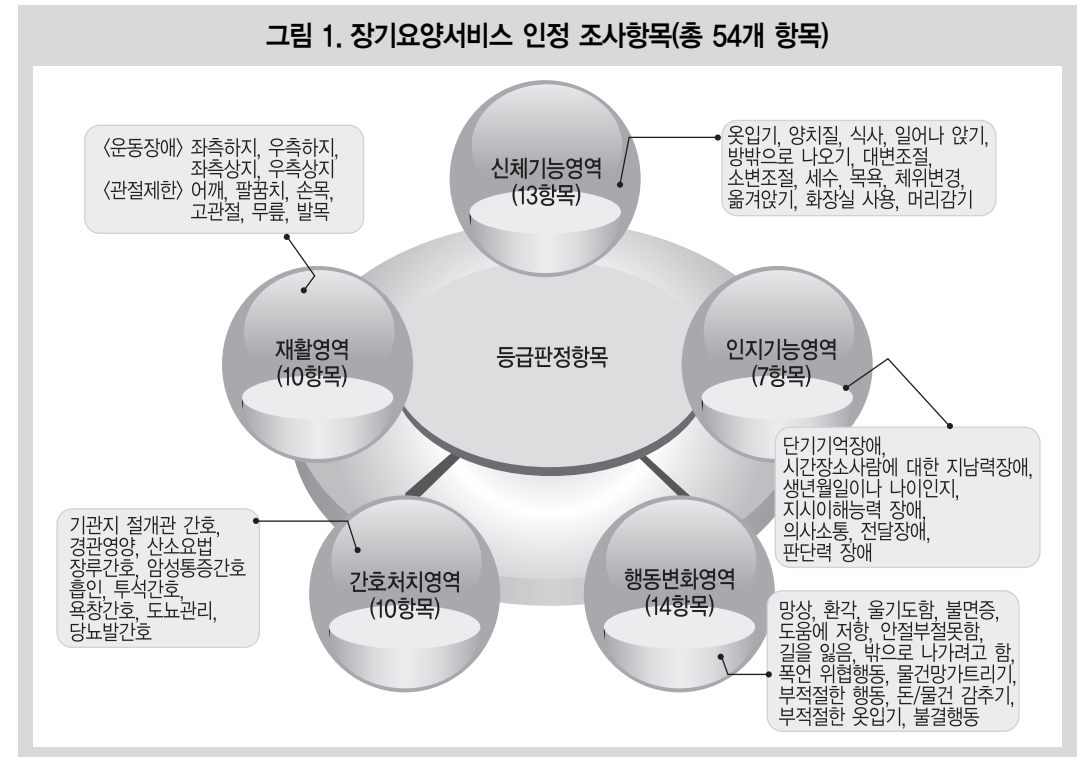 그림 1. 장기요양서비스 인정 조사항목(총 54개 항목)
〈운동장애〉 좌측하지, 우측하지,
좌측상지, 우측상지
〈관절제한〉 어깨, 팔꿈치, 손목,
고관절, 무릎, 발목
신체기능영역
(13항목)
옷입기, 양치질, 식사, 일어나 앉기,
방밖으로 나오기, 대변조절,
소변조절, 세수, 목욕, 체위변경,
옮겨앉기, 화장실 사용, 머리감기
재활영역
(10항목)
등급판정항목
인지기능영역
(7항목)
단기기억장애,
시간장소사람에 대한 지남력장애,
생년월일이나 나이인지,
지시이해능력 장애,
의사소통, 전달장애,
판단력 장애
기관지 절개관 간호,
경관영양, 산소요법
장루간호, 암성통증간호
흡인, 투석간호,
욕창간호, 도뇨관리,
당뇨발간호
간호처치영역
(10항목)
행동변화영역
(14항목)
망상, 환각, 울기도함, 불면증,
도움에 저항, 안절부절못함,
길을 잃음, 밖으로 나가려고 함,
폭언 위협행동, 물건망가트리기,
부적절한 행동, 돈/물건 감추기,
부적절한 옷입기, 불결행동